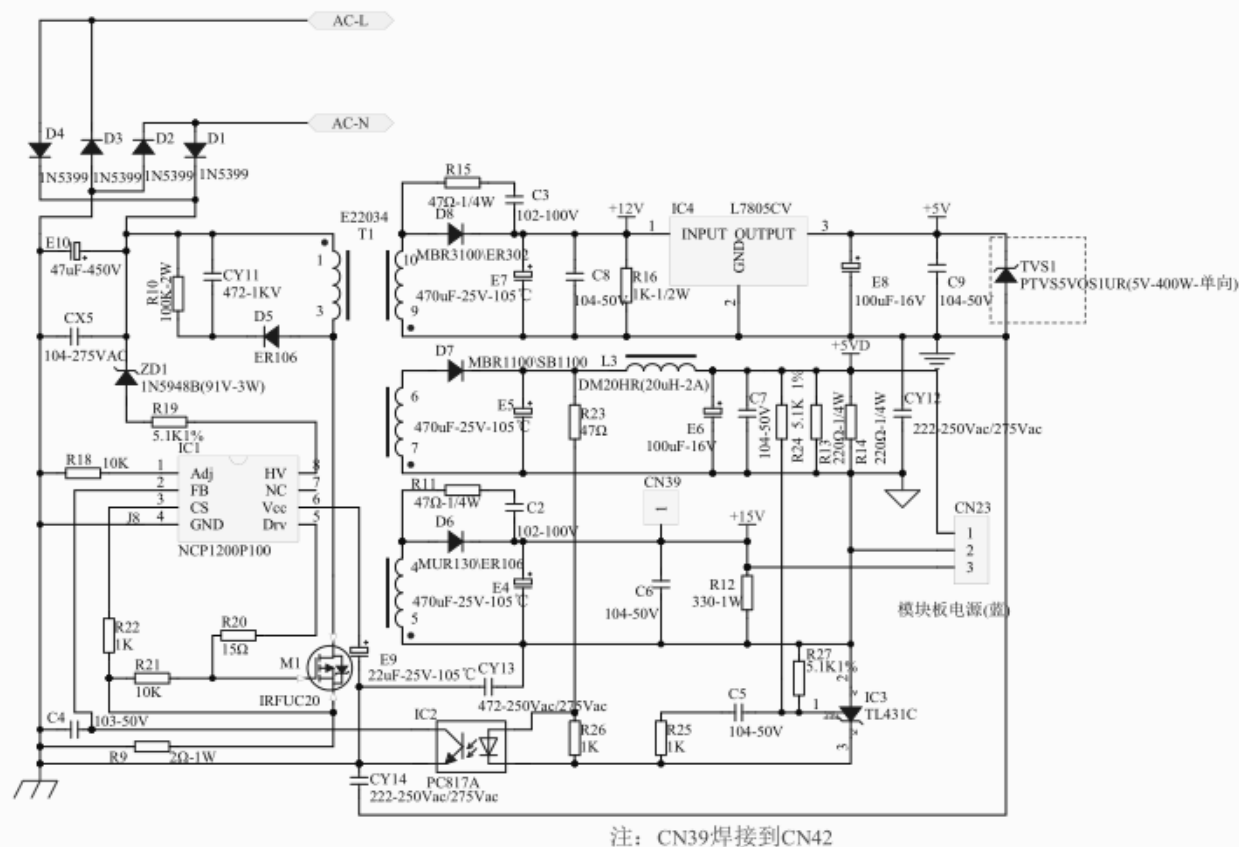 AC-L
AC-N
D4
D3
D2
D1
1N5399
1N5399
1N5399
1N5399
E10
47uF-450V
R10
100K-2W
CY11
472-1KV
D5
ER106
CX5
104-275VAC
ZD1
1N5948B(91V-3W)
R19
5.1K1%
IC1
R18
10K
1
2
3
4
Adj
FB
CS
GND
HV
NC
Vcc
Drv
8
7
6
5
J8
NCP1200P100
R22
1K
R20
15Ω
R21
10K
M1
IRFUC20
C4
103-50V
R9
2Ω-1W
E22034
T1
1
3
10
9
6
7
4
5
R15
47Ω-1/4W
C3
102-100V
D8
MBR3100\ER302
E7
470uF-25V-105℃
C8
104-50V
+12V
R16
1K-1/2W
IC4
L7805CV
1
INPUT OUTPUT
GND
2
3
+5V
E8
100uF-16V
C9
104-50V
TVS1
PTVS5VOS1UR(5V-400W-单向)
D7
MBR1100\SB1100
L3
DM20HR(20uH-2A)
E5
470uF-25V-105℃
R23
47Ω
E6
100uF-16V
C7
104-50V
R24 5.1K 1%
R13
220Ω-1/4W
R14
220Ω-1/4W
+5VD
CY12
222-250Vac/275Vac
R11
47Ω-1/4W
C2
102-100V
D6
MUR130\ER106
E4
470uF-25V-105℃
CN39
1
+15V
C6
104-50V
R12
330-1W
CN23
1
2
3
模块板电源(蓝)
E9
22uF-25V-105℃
CY13
472-250Vac/275Vac
IC2
PC817A
CY14
222-250Vac/275Vac
R26
1K
R25
1K
C5
104-50V
R27
5.1K1%
2
1
3
IC3
TL431C
注：CN39焊接到CN42